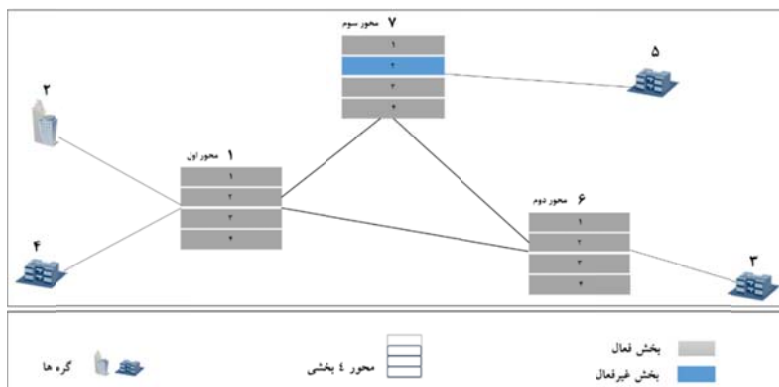 ۷ محور سوم
۱
۲
۳
۴
۵
۲
۱ محور اول
۱
۲
۳
۴
۴
۶ محور دوم
۱
۲
۳
۴
۳
گره ها
محور ٤ بخشی
بخش فعال
بخش غیرفعال